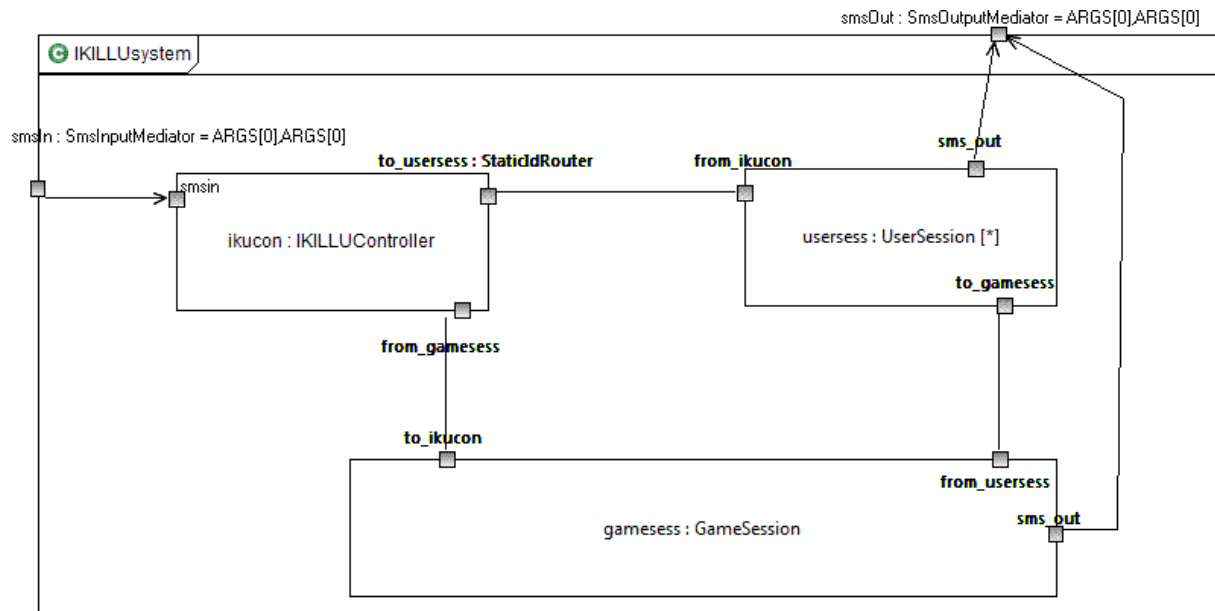 smsOut : SmsOutputMediator = ARGS[0],ARGS[0]
C IKILLUsystem
smsIn : SmsInputMediator = ARGS[0],ARGS[0]
to_usersess : StaticIdRouter
from_ikucon
sms_out
smsin
ikucon : IKILLUController
usersess : UserSession [*]
to_gamesess
from_gamesess
to_ikucon
from_usersess
sms_out
gamesess : GameSession